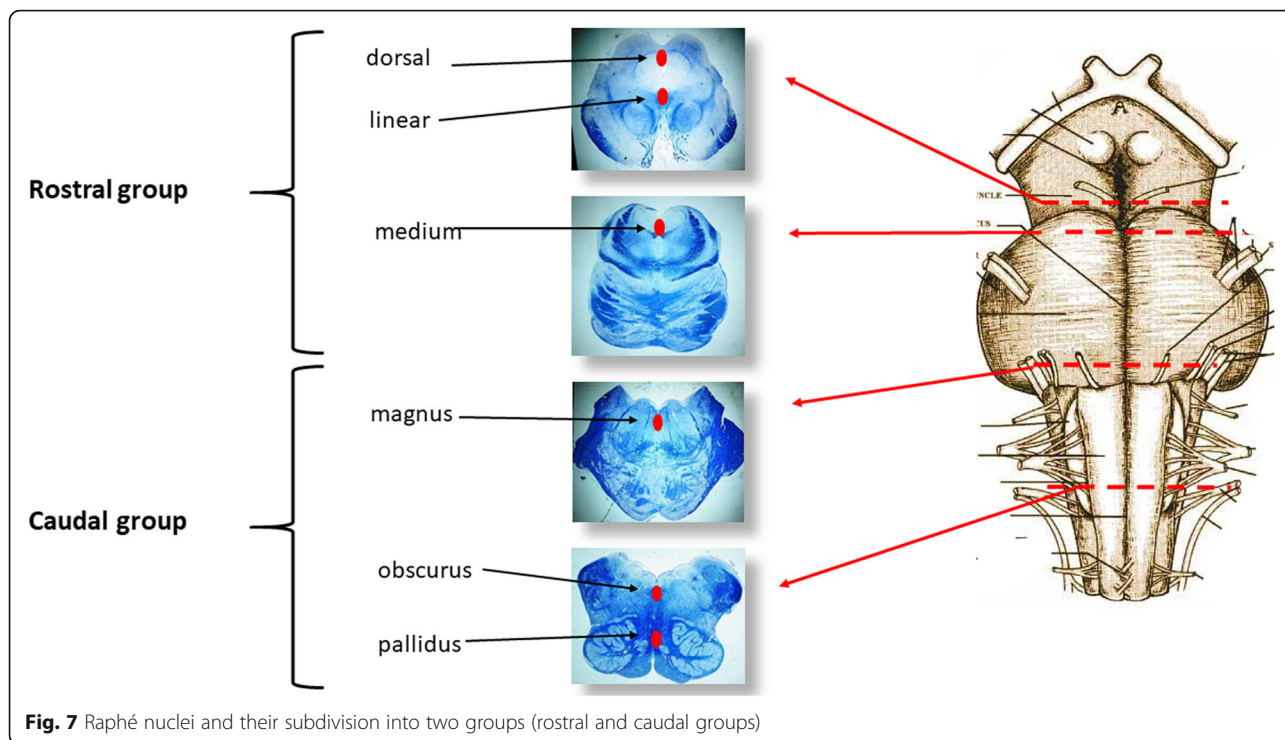 dorsal
linear
Rostral group
medium
magnus
Caudal group
obscurus
pallidus
A
Fig. 7 Raphé nuclei and their subdivision into two groups (rostral and caudal groups)